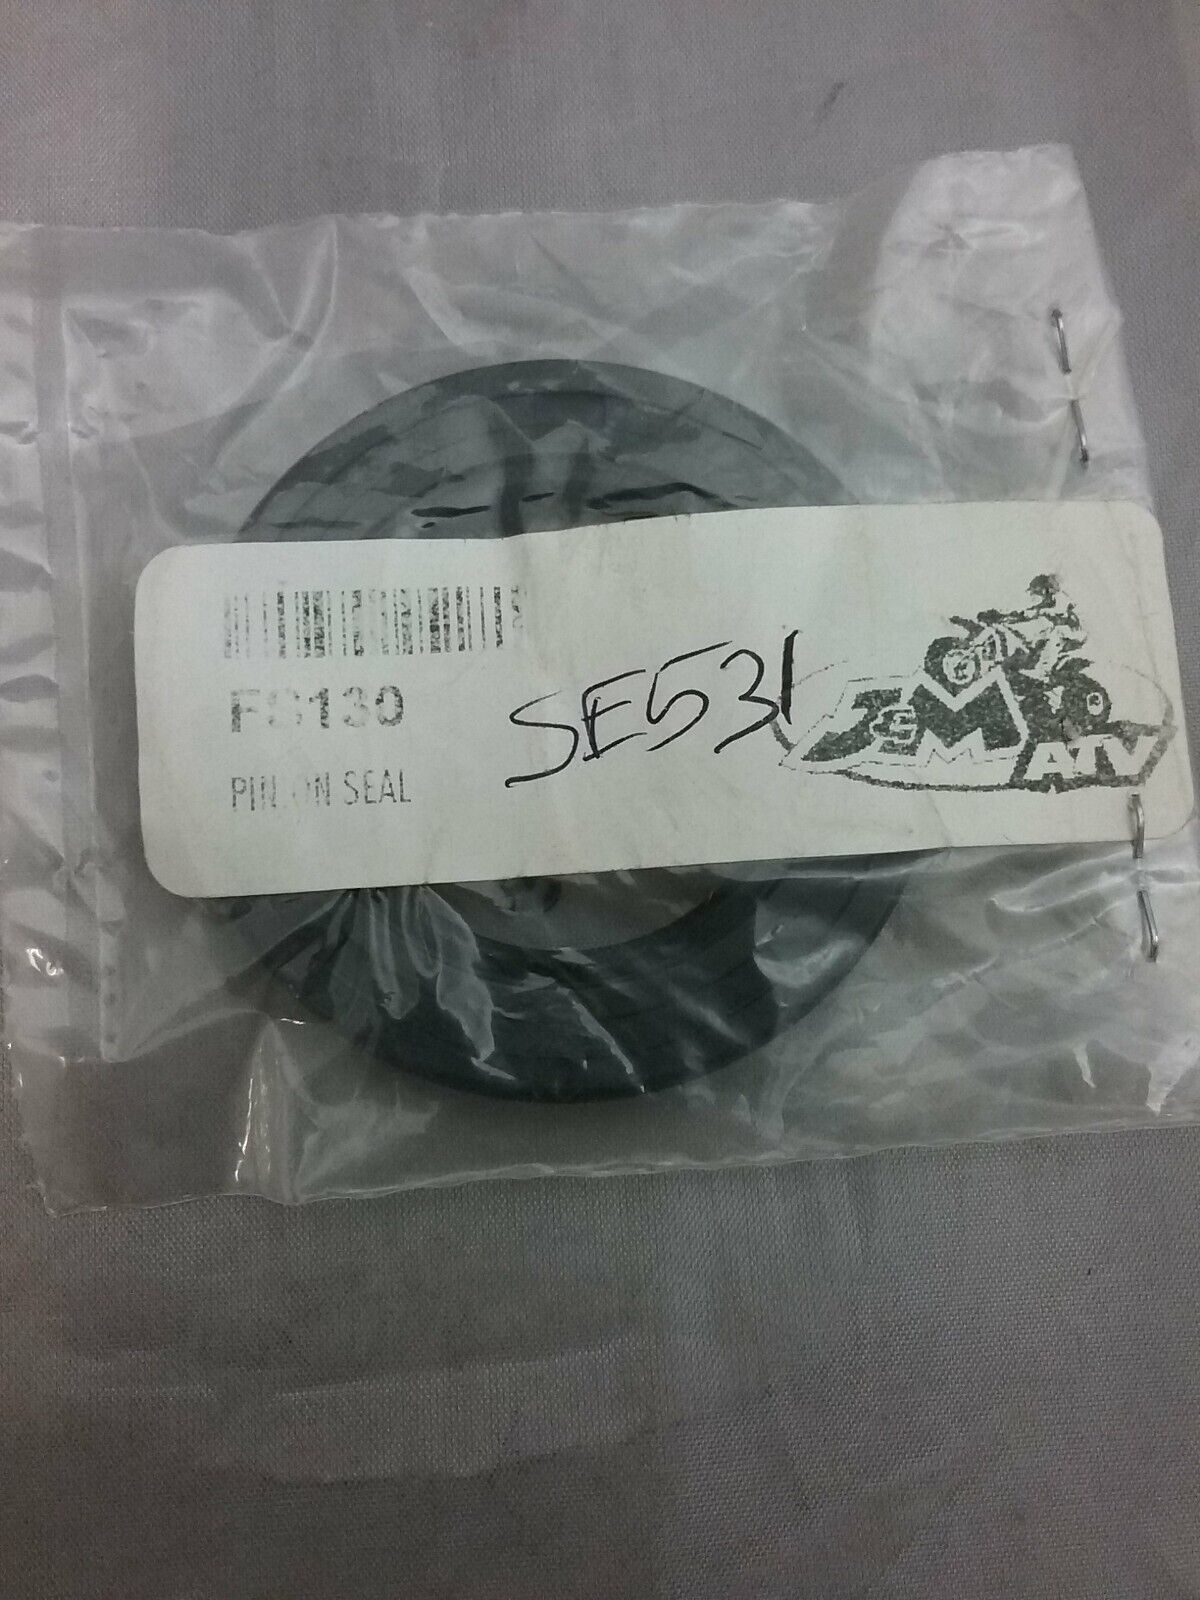 FS130
PINION SEAL
SE531
J&M
ATV